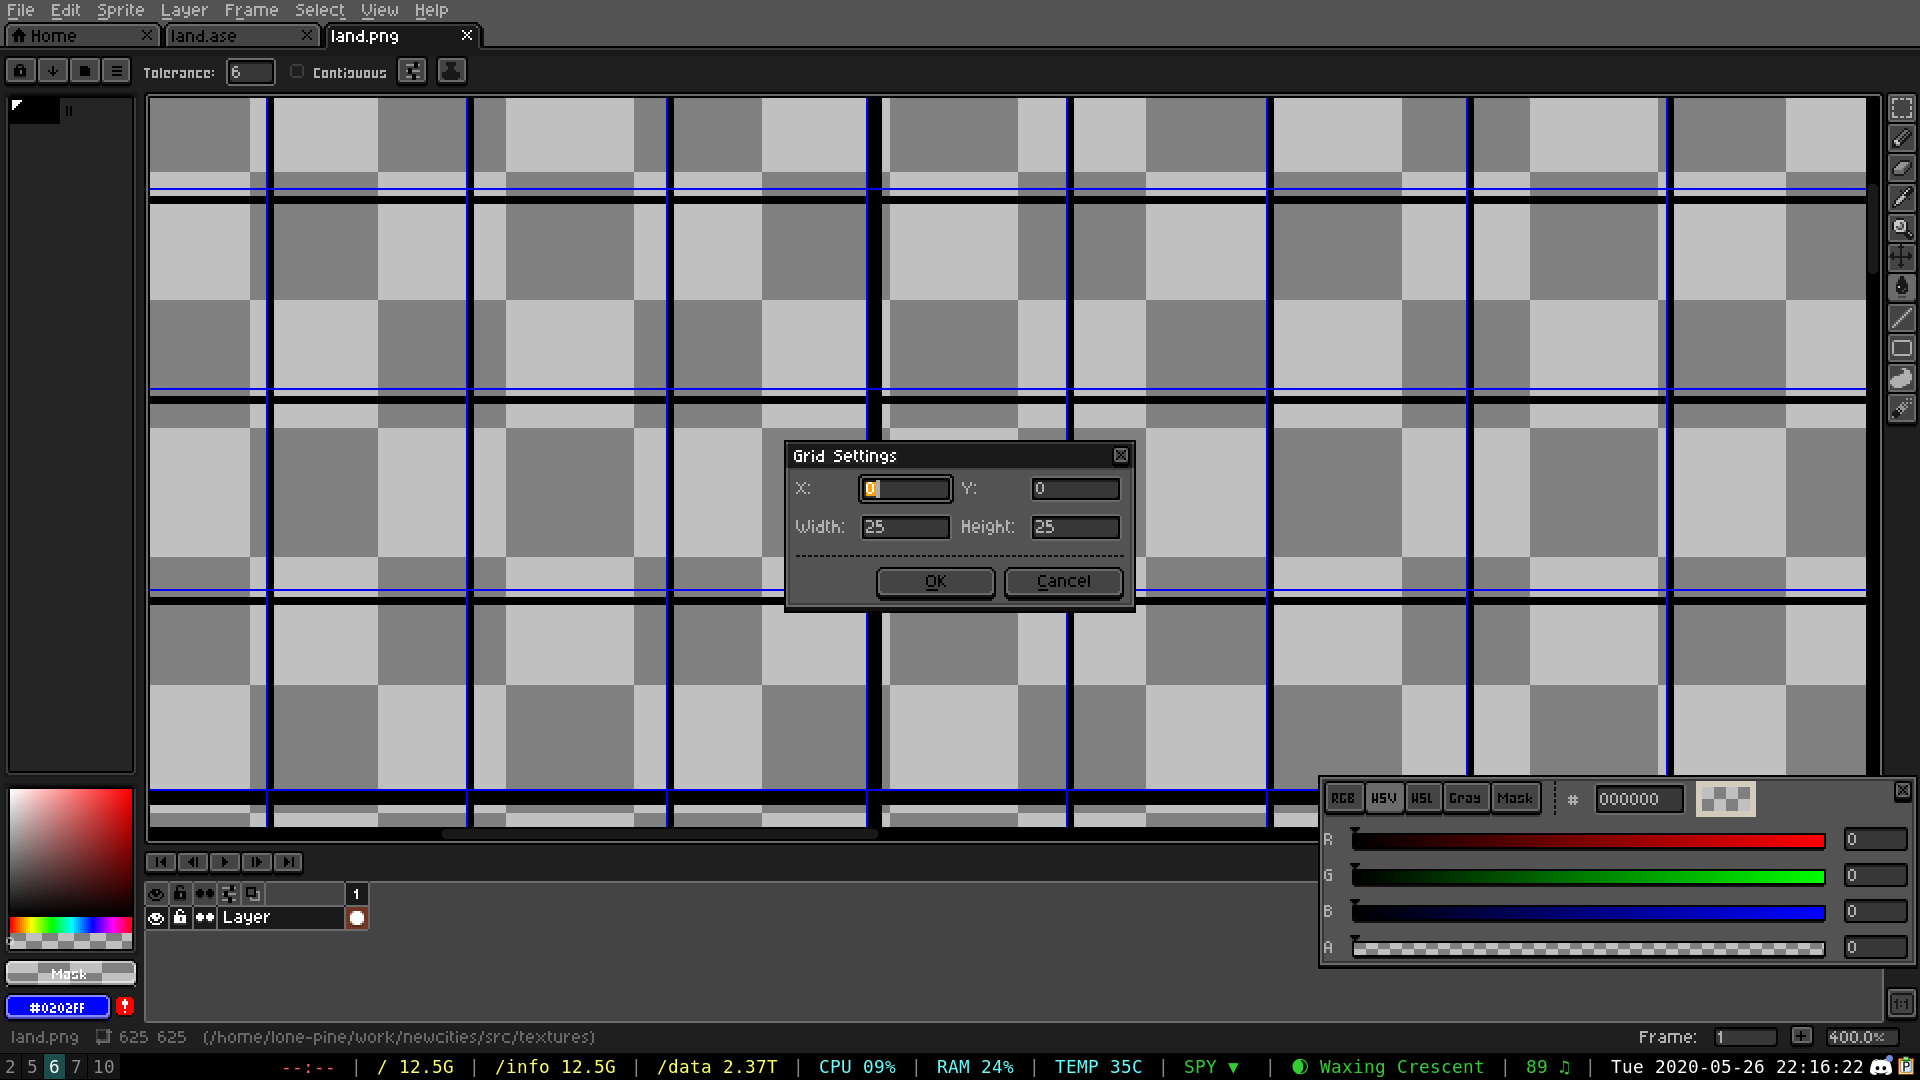 File Edit Sprite Layer Frame Select View Help
Home land.ase land.png
Tolerance: 6 Contiguous
Grid Settings
X: 0 Y: 0
Width: 25 Height: 25
OK Cancel
RGB HSV HSL Gray Mask # 000000
R 0
G 0
B 0
A 0
1
Layer
Mask
#0202FF
1:1
land.png 625 625 (/home/lone-pine/work/newcities/src/textures) Frame: 1 400.0%
2 5 6 7 10 --:-- | / 12.5G | /info 12.5G | /data 2.37T | CPU 09% | RAM 24% | TEMP 35C | SPY ▼ | Waxing Crescent | 89 ♫ | Tue 2020-05-26 22:16:22